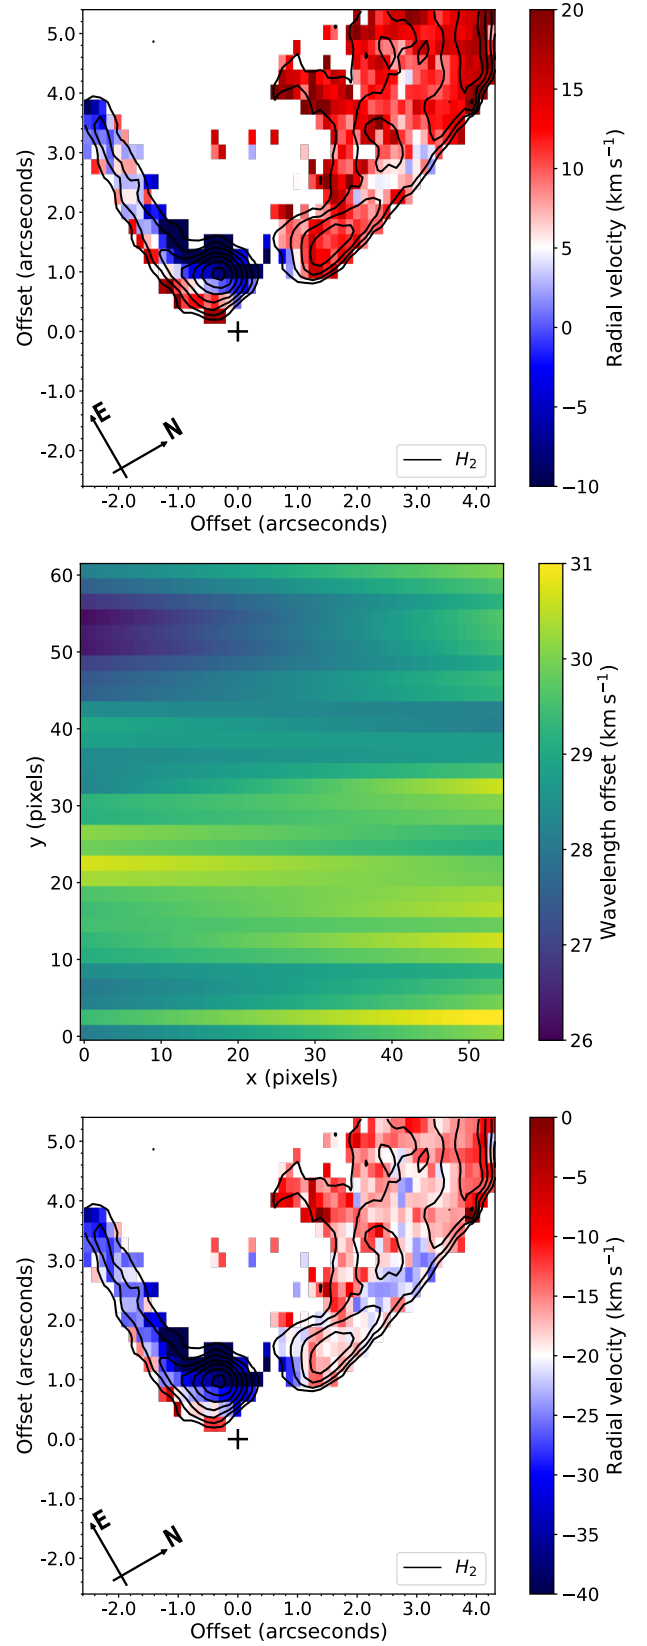 5.0
4.0
3.0
2.0
1.0
0.0
-1.0
-2.0
Offset (arcseconds)
E
N
H2
-2.0 -1.0 0.0 1.0 2.0 3.0 4.0
Offset (arcseconds)
20
15
10
5
0
−5
−10
Radial velocity (km s−1)
60
50
40
30
20
10
0
y (pixels)
0 10 20 30 40 50
x (pixels)
31
30
29
28
27
26
Wavelength offset (km s−1)
5.0
4.0
3.0
2.0
1.0
0.0
-1.0
-2.0
Offset (arcseconds)
E
N
H2
-2.0 -1.0 0.0 1.0 2.0 3.0 4.0
Offset (arcseconds)
0
−5
−10
−15
−20
−25
−30
−35
−40
Radial velocity (km s−1)